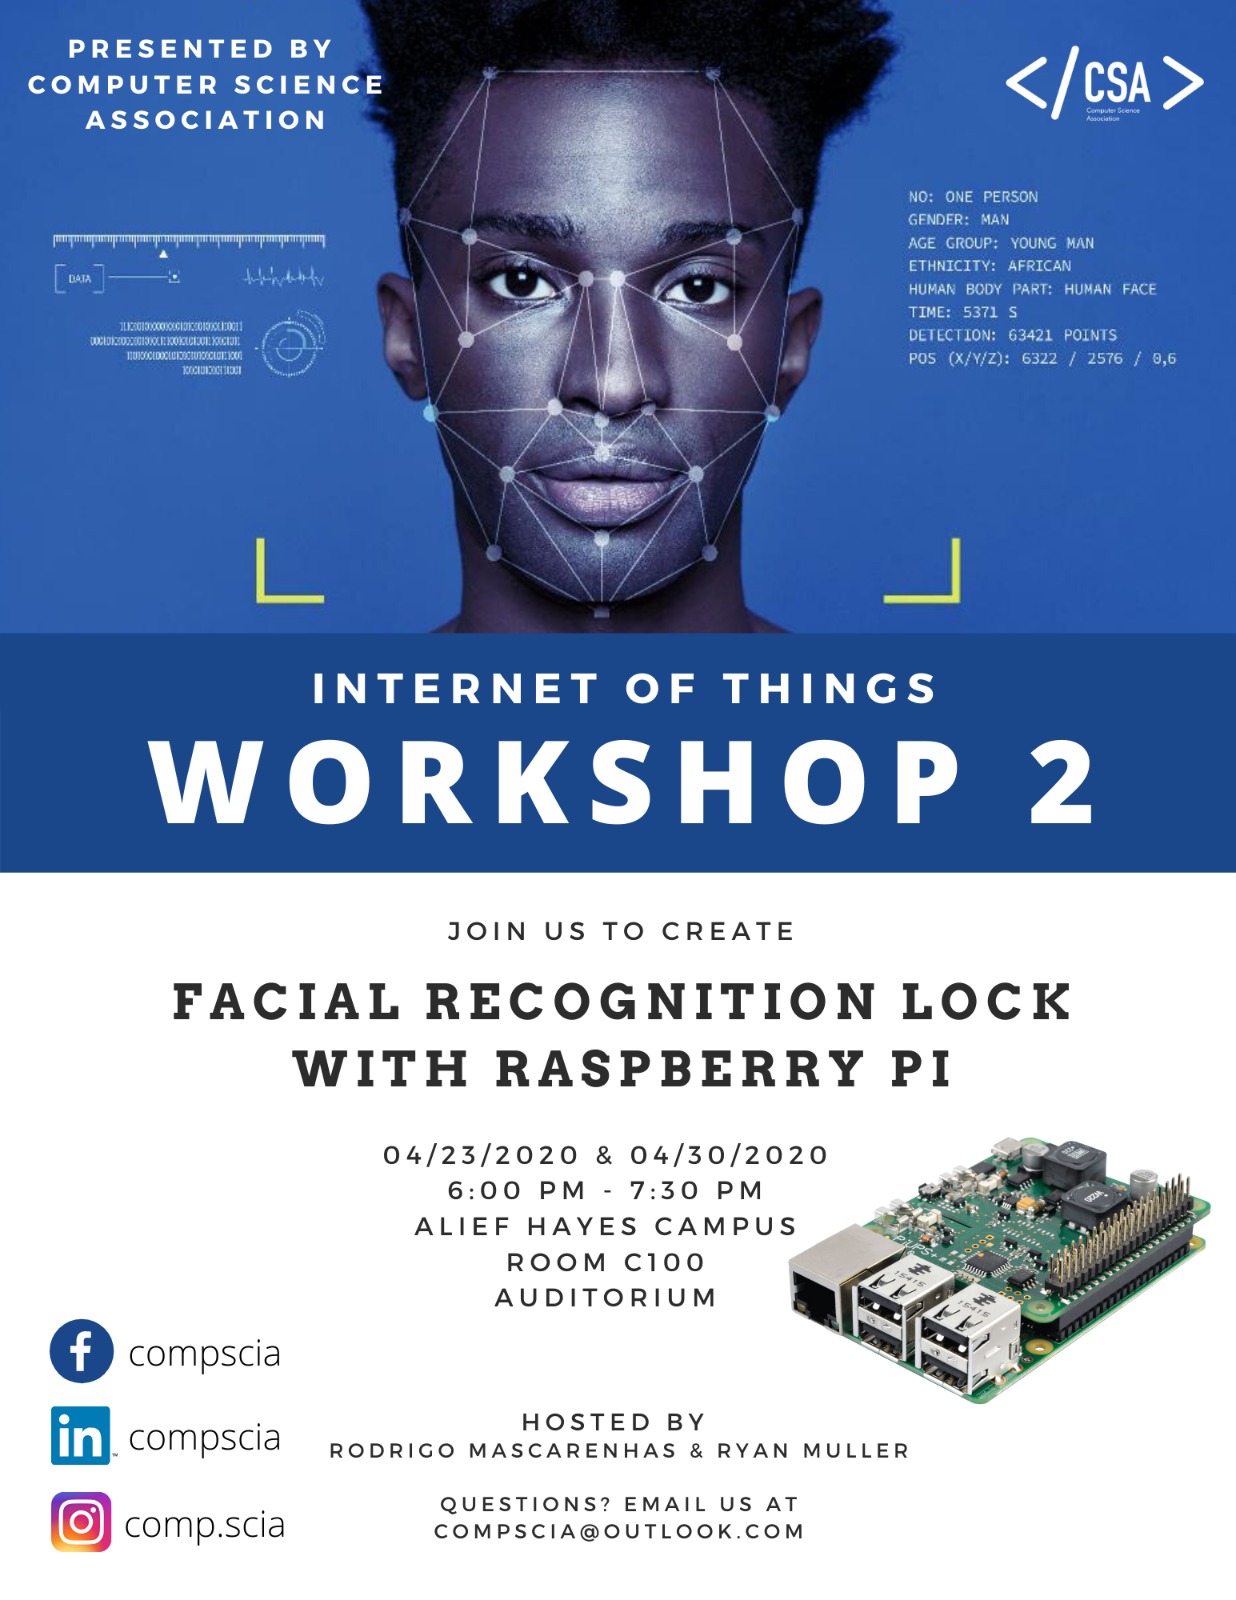 PRESENTED BY
COMPUTER SCIENCE
ASSOCIATION
</CSA>
Computer Science
Association
DATA
NO: ONE PERSON
GENDER: MAN
AGE GROUP: YOUNG MAN
ETHNICITY: AFRICAN
HUMAN BODY PART: HUMAN FACE
TIME: 5371 S
DETECTION: 63421 POINTS
POS (X/Y/Z): 6322 / 2576 / 0,6
INTERNET OF THINGS
WORKSHOP 2
JOIN US TO CREATE
FACIAL RECOGNITION LOCK
WITH RASPBERRY PI
04/23/2020 & 04/30/2020
6:00 PM - 7:30 PM
ALIEF HAYES CAMPUS
ROOM C100
AUDITORIUM
compscia
compscia
comp.scia
HOSTED BY
RODRIGO MASCARENHAS & RYAN MULLER
QUESTIONS? EMAIL US AT
COMPSCIA@OUTLOOK.COM